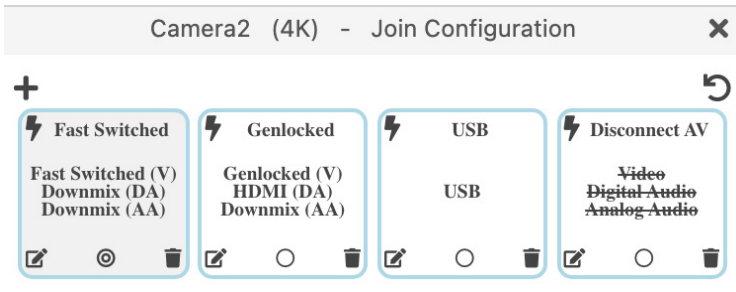 Camera2 (4K) - Join Configuration
Fast Switched
Fast Switched (V)
Downmix (DA)
Downmix (AA)
Genlocked
Genlocked (V)
HDMI (DA)
Downmix (AA)
USB
USB
Disconnect AV
Video
Digital Audio
Analog Audio